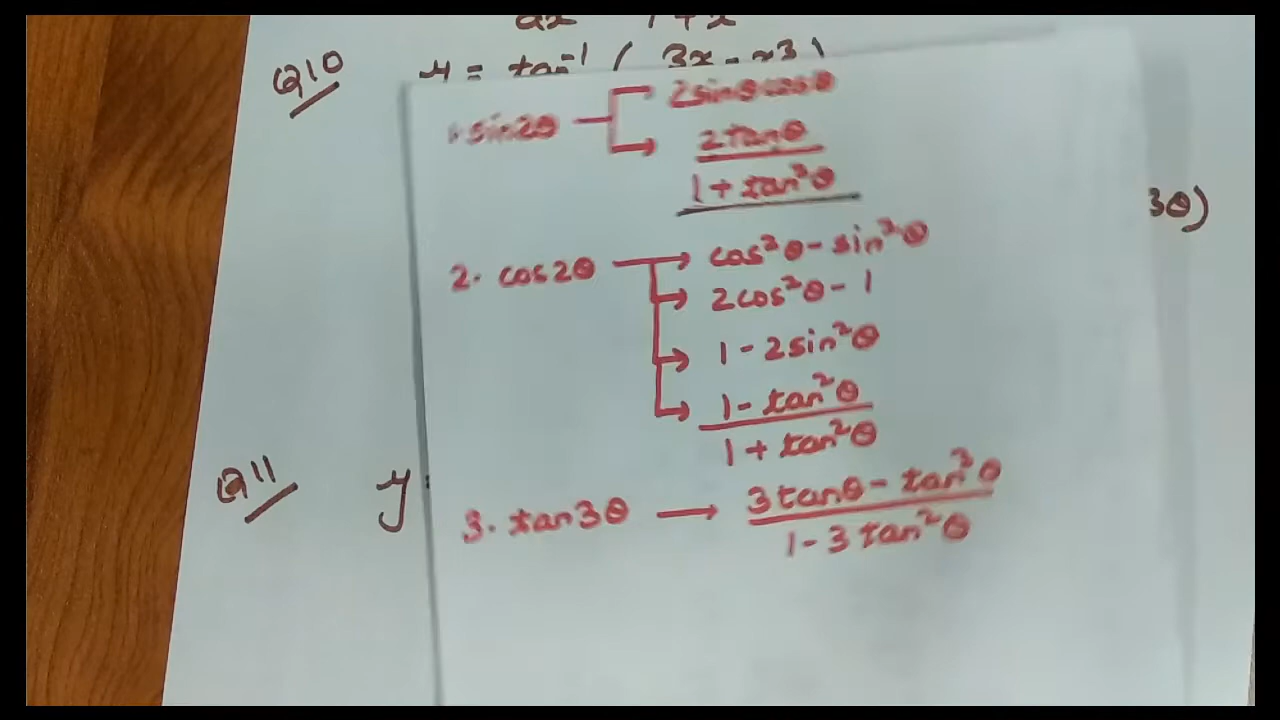 Q10 y = tan⁻¹ ( 3x - x3 )
1. sin2θ → 2sinθcosθ
→ 2tanθ / 1 + tan²θ
3θ)
2. cos2θ → cos²θ - sin²θ
→ 2cos²θ - 1
→ 1 - 2sin²θ
→ 1 - tan²θ / 1 + tan²θ
Q11 y =
3. tan3θ → 3tanθ - tan³θ / 1 - 3tan²θ